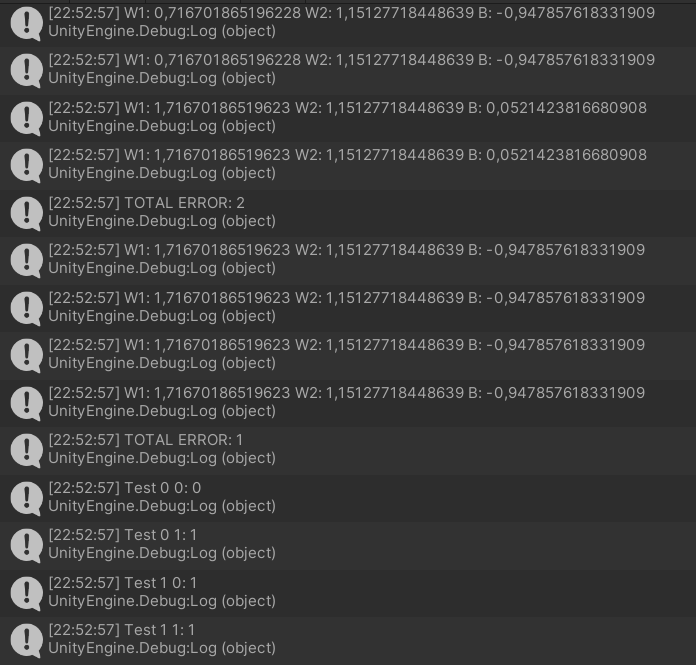 [22:52:57] W1: 0,716701865196228 W2: 1,15127718448639 B: -0,947857618331909
UnityEngine.Debug:Log (object)
[22:52:57] W1: 0,716701865196228 W2: 1,15127718448639 B: -0,947857618331909
UnityEngine.Debug:Log (object)
[22:52:57] W1: 1,71670186519623 W2: 1,15127718448639 B: 0,0521423816680908
UnityEngine.Debug:Log (object)
[22:52:57] W1: 1,71670186519623 W2: 1,15127718448639 B: 0,0521423816680908
UnityEngine.Debug:Log (object)
[22:52:57] TOTAL ERROR: 2
UnityEngine.Debug:Log (object)
[22:52:57] W1: 1,71670186519623 W2: 1,15127718448639 B: -0,947857618331909
UnityEngine.Debug:Log (object)
[22:52:57] W1: 1,71670186519623 W2: 1,15127718448639 B: -0,947857618331909
UnityEngine.Debug:Log (object)
[22:52:57] W1: 1,71670186519623 W2: 1,15127718448639 B: -0,947857618331909
UnityEngine.Debug:Log (object)
[22:52:57] W1: 1,71670186519623 W2: 1,15127718448639 B: -0,947857618331909
UnityEngine.Debug:Log (object)
[22:52:57] TOTAL ERROR: 1
UnityEngine.Debug:Log (object)
[22:52:57] Test 0 0: 0
UnityEngine.Debug:Log (object)
[22:52:57] Test 0 1: 1
UnityEngine.Debug:Log (object)
[22:52:57] Test 1 0: 1
UnityEngine.Debug:Log (object)
[22:52:57] Test 1 1: 1
UnityEngine.Debug:Log (object)